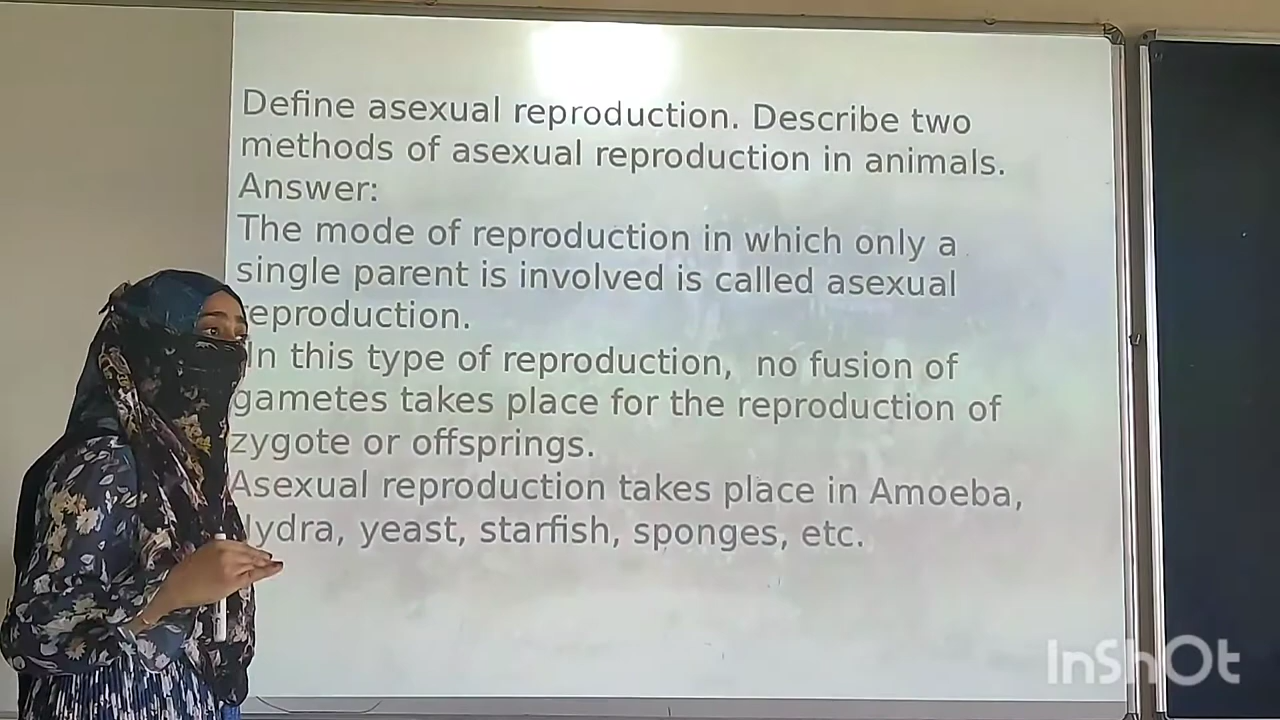 Define asexual reproduction. Describe two
methods of asexual reproduction in animals.
Answer:
The mode of reproduction in which only a
single parent is involved is called asexual
eproduction.
In this type of reproduction, no fusion of
gametes takes place for the reproduction of
zygote or offsprings.
Asexual reproduction takes place in Amoeba,
ydra, yeast, starfish, sponges, etc.
InShOt